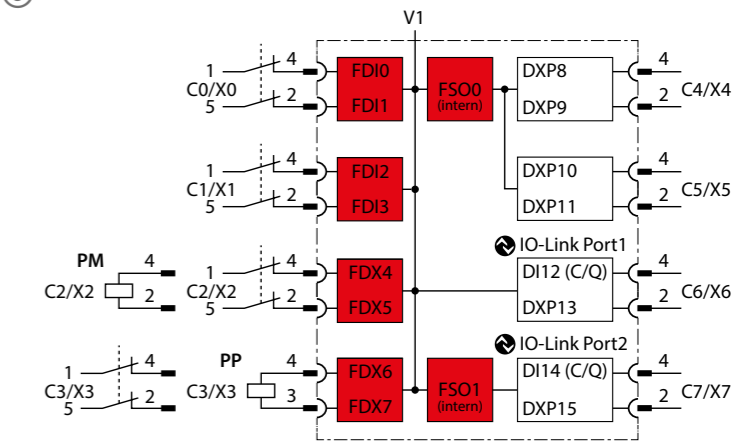 V1
1 4 FDI0 FSO0 DXP8 4
C0/X0 (intern) C4/X4
5 2 FDI1 DXP9 2
1 4 FDI2 DXP10 4
C1/X1 C5/X5
5 2 FDI3 DXP11 2
IO-Link Port1
PM 4 1 4 FDX4 DI12 (C/Q) 4
C2/X2 C2/X2 C6/X6
2 5 2 FDX5 DXP13 2
IO-Link Port2
1 4 PP 4 FDX6 FSO1 DI14 (C/Q) 4
C3/X3 C3/X3 (intern) C7/X7
5 2 3 FDX7 DXP15 2